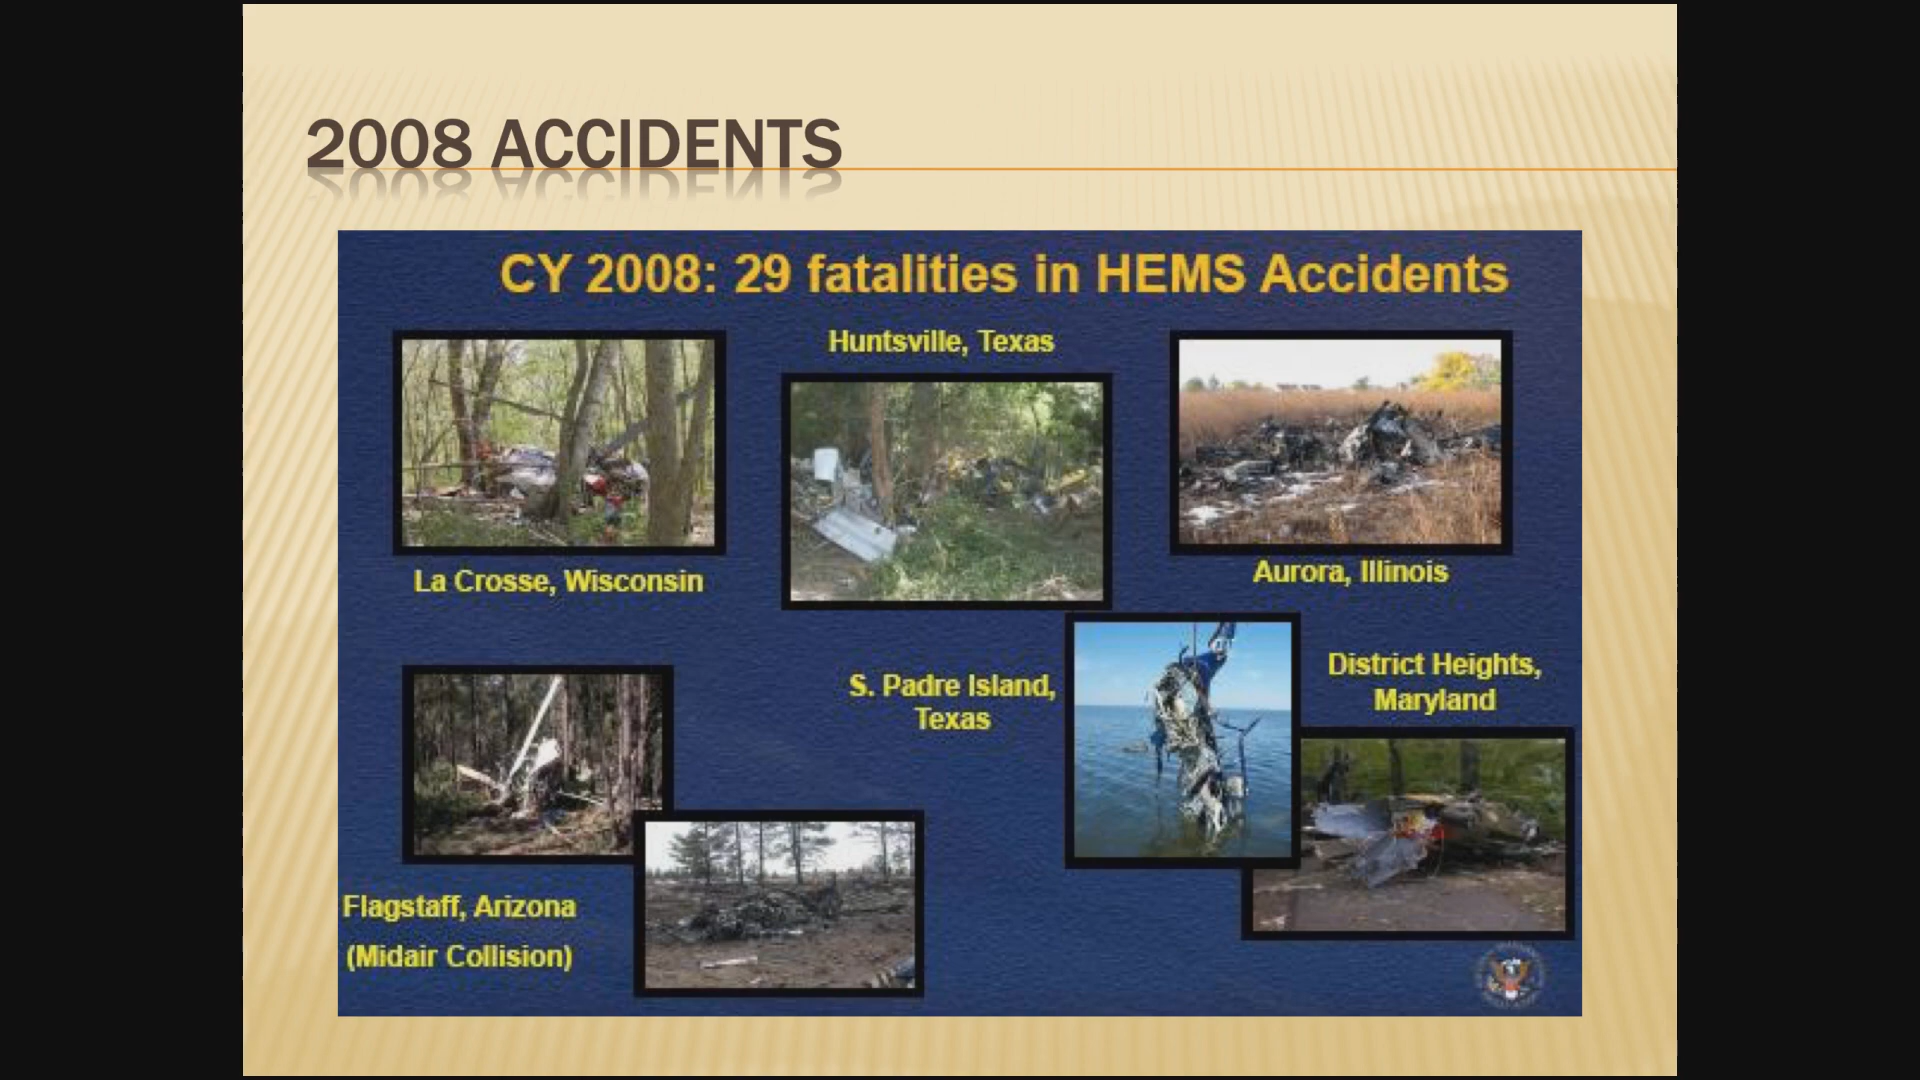 2008 ACCIDENTS
CY 2008: 29 fatalities in HEMS Accidents
Huntsville, Texas
La Crosse, Wisconsin
Aurora, Illinois
S. Padre Island,
Texas
District Heights,
Maryland
Flagstaff, Arizona
(Midair Collision)